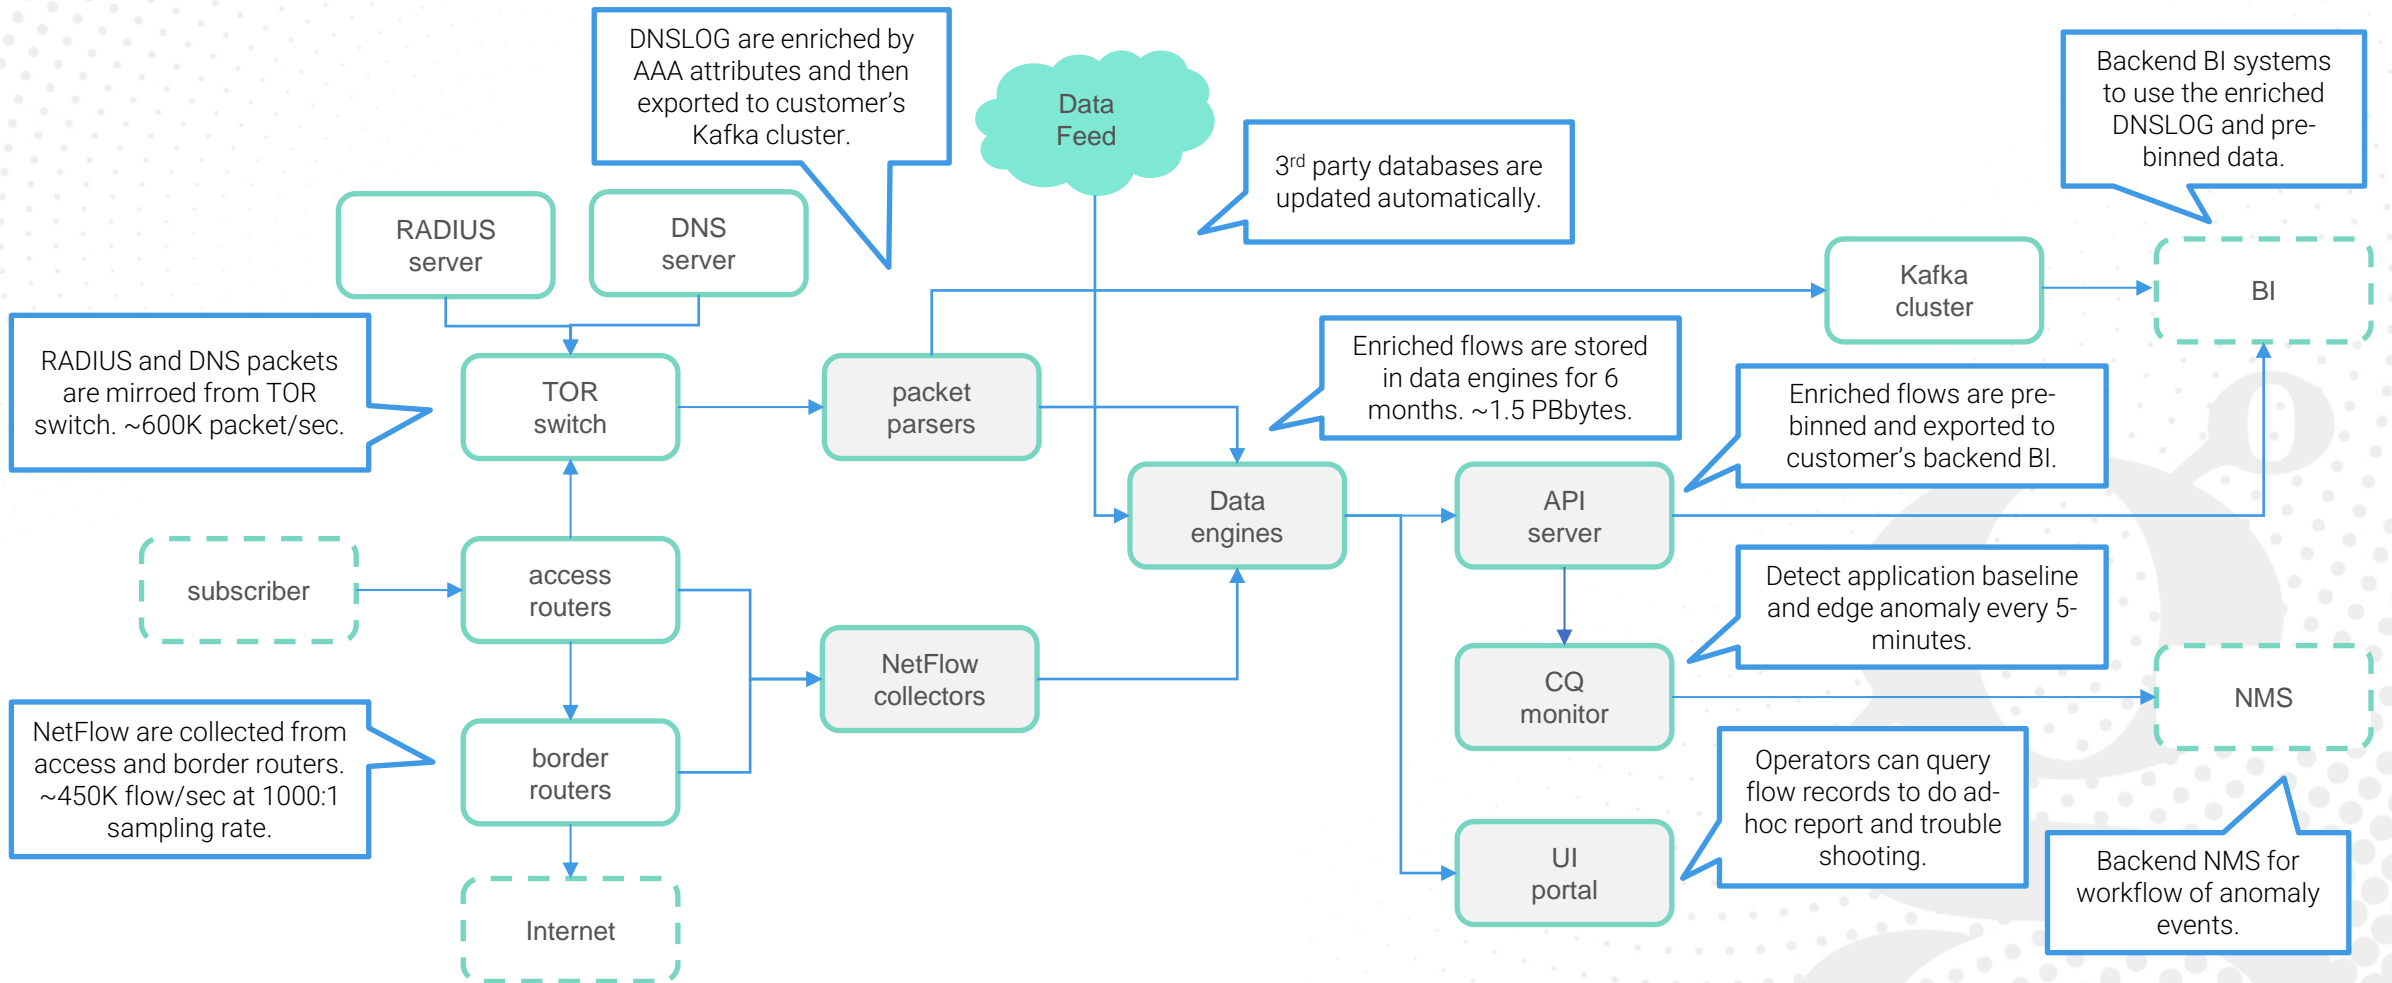 DNSLOG are enriched by
AAA attributes and then
exported to customer’s
Kafka cluster.
Data
Feed
Backend BI systems
to use the enriched
DNSLOG and pre-
binned data.
3rd party databases are
updated automatically.
RADIUS
server
DNS
server
Kafka
cluster
BI
RADIUS and DNS packets
are mirroed from TOR
switch. ~600K packet/sec.
TOR
switch
packet
parsers
Enriched flows are stored
in data engines for 6
months. ~1.5 PBbytes.
Enriched flows are pre-
binned and exported to
customer’s backend BI.
Data
engines
API
server
subscriber
access
routers
Detect application baseline
and edge anomaly every 5-
minutes.
NetFlow
collectors
CQ
monitor
NMS
NetFlow are collected from
access and border routers.
~450K flow/sec at 1000:1
sampling rate.
border
routers
Operators can query
flow records to do ad-
hoc report and trouble
shooting.
UI
portal
Backend NMS for
workflow of anomaly
events.
Internet